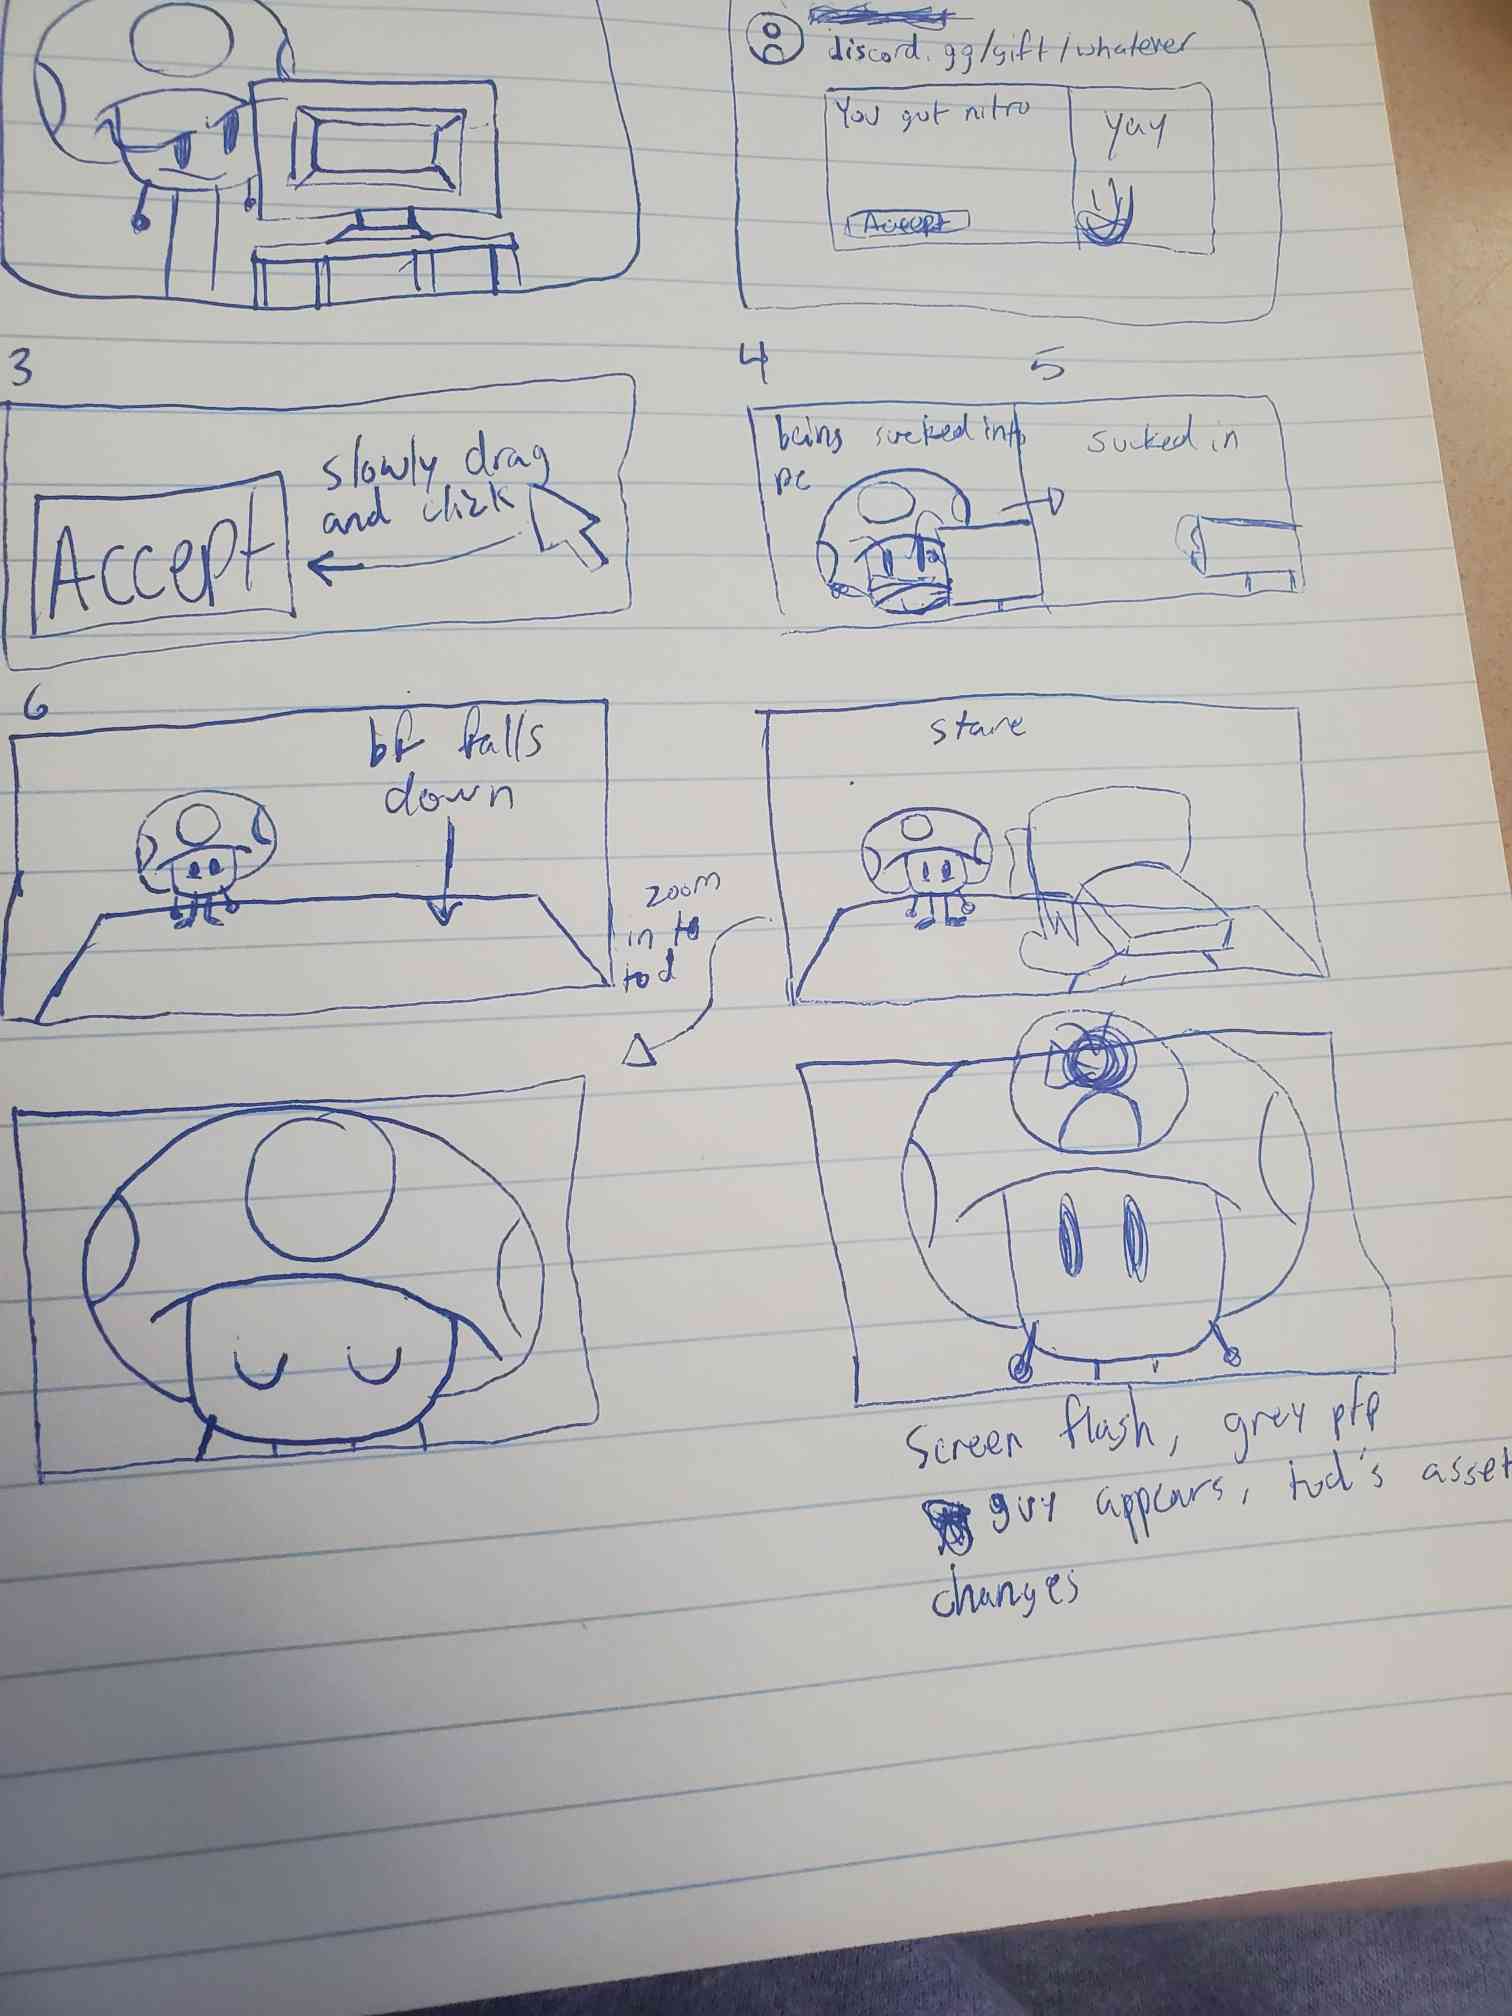 discord.gg/gift/whatever
You got nitro
yay
Accept
3
slowly drag
and click
Accept
4
5
being sucked into
pc
sucked in
6
bf falls
down
stare
zoom
in to
tod
Screen flash, grey pfp
guy appears, tod's asset
changes